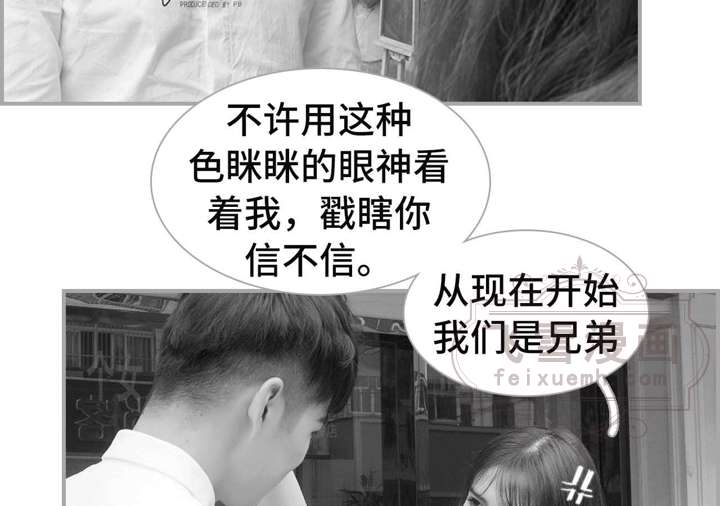 PRODUCED BY PB
不许用这种
色眯眯的眼神看
着我，戳瞎你
信不信。
从现在开始
我们是兄弟
飞雪漫画
feixuemh.com